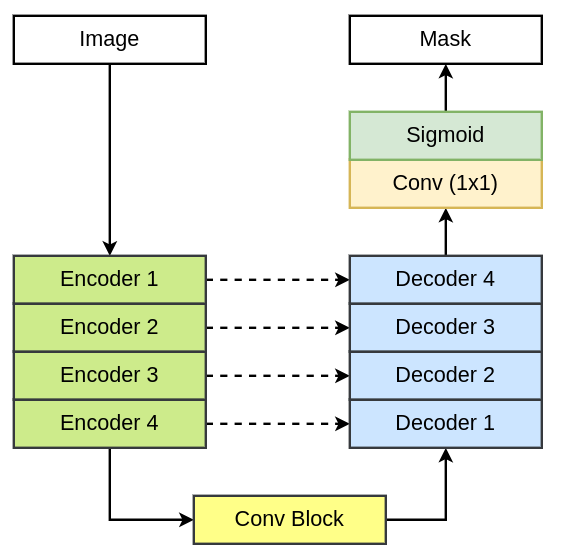 Image
Mask
Sigmoid
Conv (1x1)
Encoder 1
Decoder 4
Encoder 2
Decoder 3
Encoder 3
Decoder 2
Encoder 4
Decoder 1
Conv Block